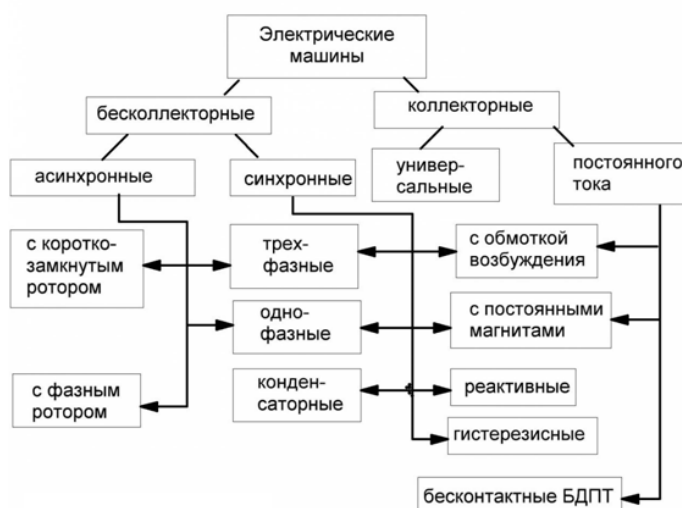 Электрические
машины
бесколлекторные
коллекторные
асинхронные
синхронные
универ-
сальные
постоянного
тока
с коротко-
замкнутым
ротором
трех-
фазные
с обмоткой
возбуждения
одно-
фазные
с постоянными
магнитами
с фазным
ротором
конден-
саторные
реактивные
гистерезисные
бесконтактные БДПТ